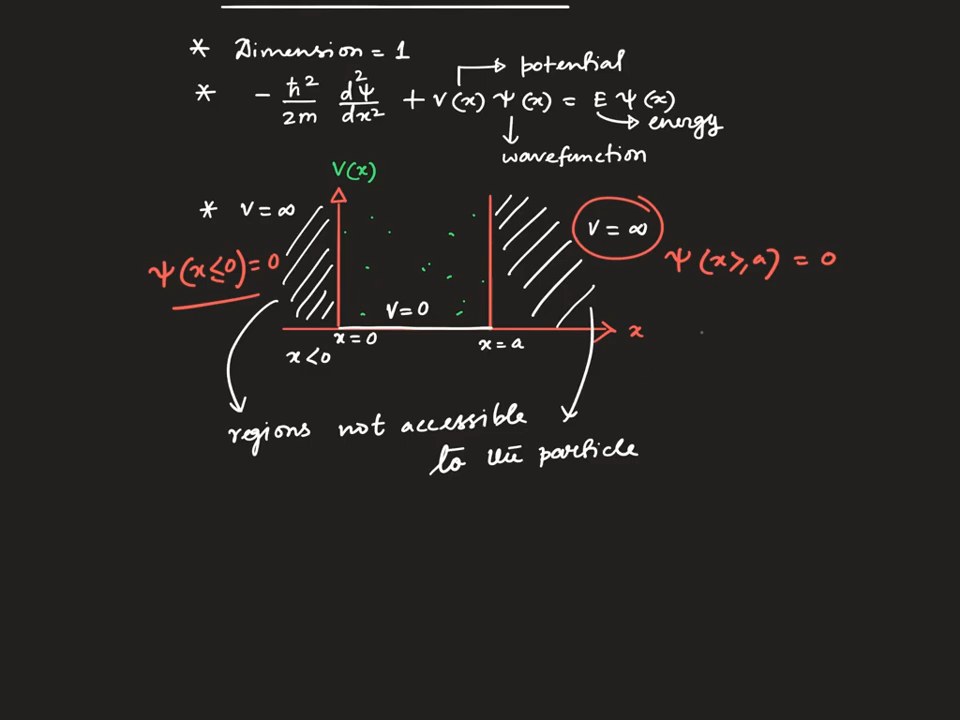 * Dimension = 1
* - ħ²/2m d²ψ/dx² + V(x) ψ(x) = E ψ(x)
potential
energy
wavefunction
V(x)
* V = ∞
V = ∞
ψ(x≤0) = 0
ψ(x≥a) = 0
V = 0
x = 0
x = a
x
x < 0
regions not accessible
to the particle